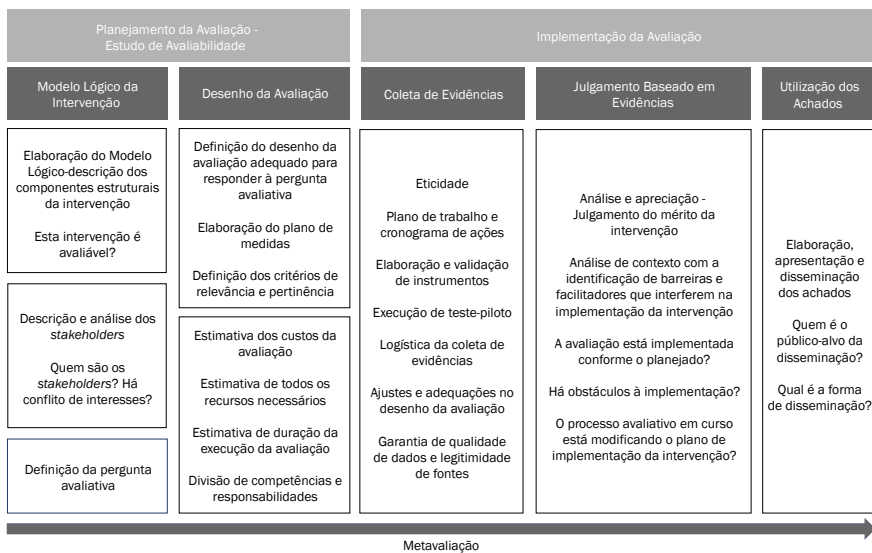 Planejamento da Avaliação -
Estudo de Avaliabilidade
Implementação da Avaliação
Modelo Lógico da
Intervenção
Desenho da Avaliação
Coleta de Evidências
Julgamento Baseado em
Evidências
Utilização dos
Achados
Elaboração do Modelo
Lógico-descrição dos
componentes estruturais
da intervenção
Esta intervenção é
avaliável?
Descrição e análise dos
stakeholders
Quem são os
stakeholders? Há
conflito de interesses?
Definição da pergunta
avaliativa
Definição do desenho da
avaliação adequado para
responder à pergunta
avaliativa
Elaboração do plano de
medidas
Definição dos critérios de
relevância e pertinência
Estimativa dos custos da
avaliação
Estimativa de todos os
recursos necessários
Estimativa de duração da
execução da avaliação
Divisão de competências e
responsabilidades
Eticidade
Plano de trabalho e
cronograma de ações
Elaboração e validação
de instrumentos
Execução de teste-piloto
Logística da coleta de
evidências
Ajustes e adequações no
desenho da avaliação
Garantia de qualidade
de dados e legitimidade
de fontes
Análise e apreciação -
Julgamento do mérito da
intervenção
Análise de contexto com a
identificação de barreiras e
facilitadores que interferem na
implementação da intervenção
A avaliação está implementada
conforme o planejado?
Há obstáculos à implementação?
O processo avaliativo em curso
está modificando o plano de
implementação da intervenção?
Elaboração,
apresentação e
disseminação
dos achados
Quem é o
público-alvo da
disseminação?
Qual é a forma
de disseminação?
Metavaliação